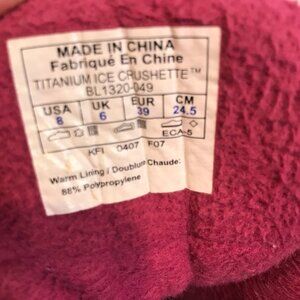 MADE IN CHINA
Fabriqué En Chine
TITANIUM ICE CRUSHETTE™
BL1320-049
USA UK EUR CM
8 6 39 24.5
ECA-5
KFI 0407 F07
Warm Lining / Doublure Chaude:
88% Polypropylene